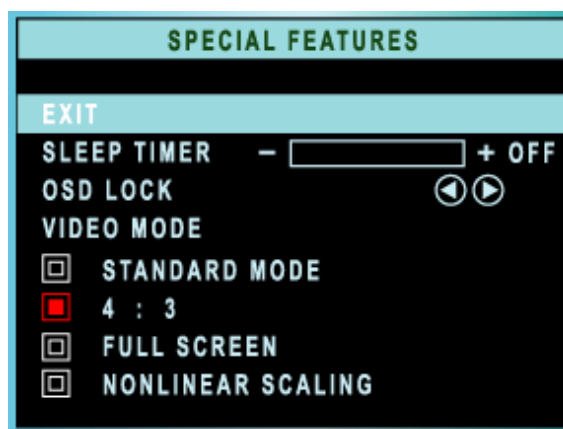 SPECIAL FEATURES
EXIT
SLEEP TIMER - + OFF
OSD LOCK
VIDEO MODE
STANDARD MODE
4 : 3
FULL SCREEN
NONLINEAR SCALING